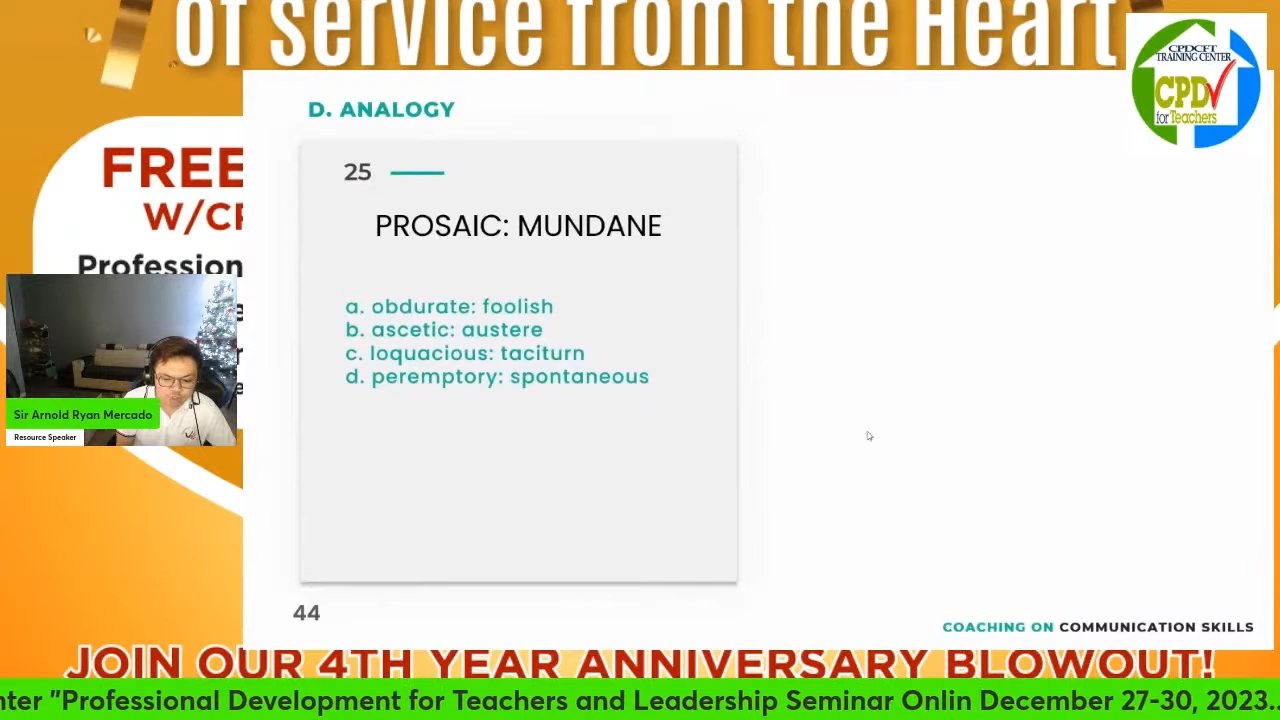 of service from the Heart
CPDCFT
TRAINING CENTER
CPD
for Teachers
D. ANALOGY
25
PROSAIC: MUNDANE
a. obdurate: foolish
b. ascetic: austere
c. loquacious: taciturn
d. peremptory: spontaneous
FREE
W/CP
Profession
Sir Arnold Ryan Mercado
Resource Speaker
44
COACHING ON COMMUNICATION SKILLS
JOIN OUR 4TH YEAR ANNIVERSARY BLOWOUT!
nter "Professional Development for Teachers and Leadership Seminar Onlin December 27-30, 2023..